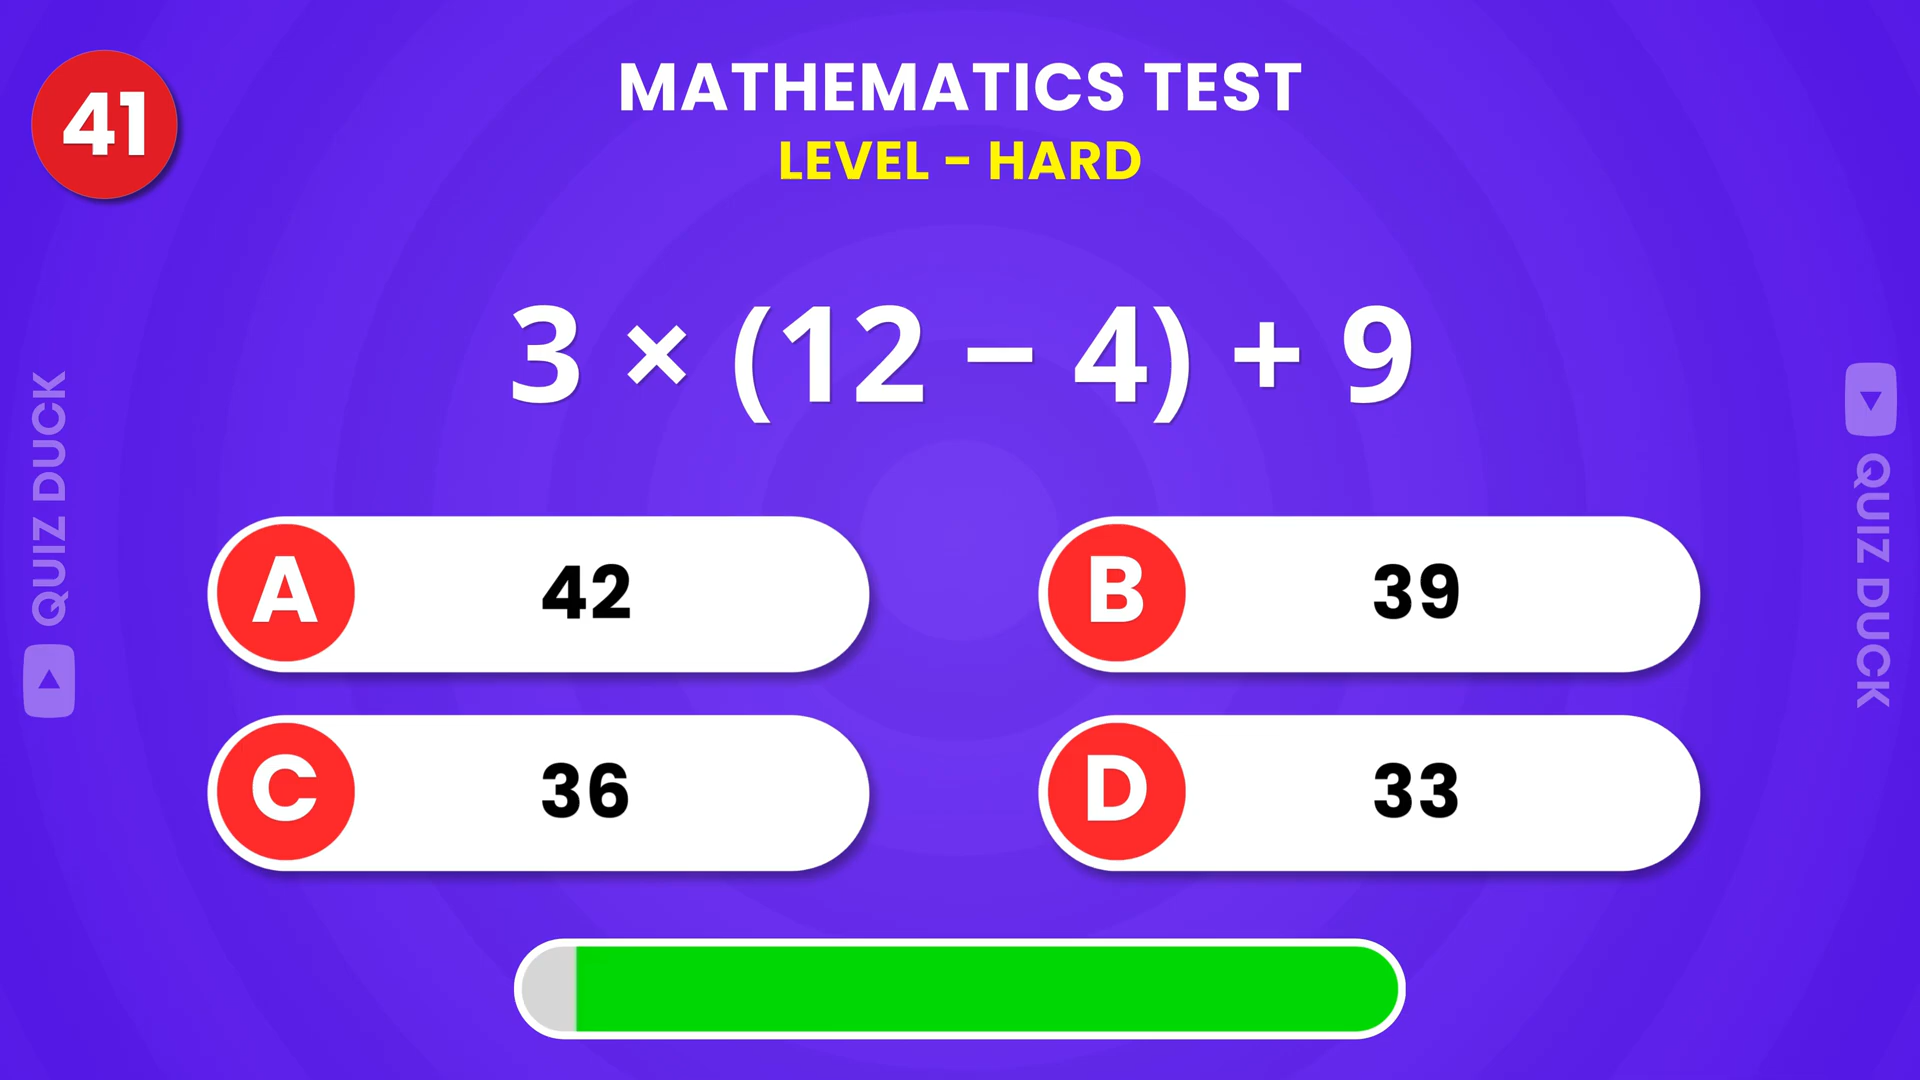 41
MATHEMATICS TEST
LEVEL - HARD
3 × (12 − 4) + 9
A 42
B 39
C 36
D 33
QUIZ DUCK
QUIZ DUCK